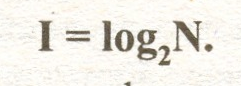 I = log₂N.